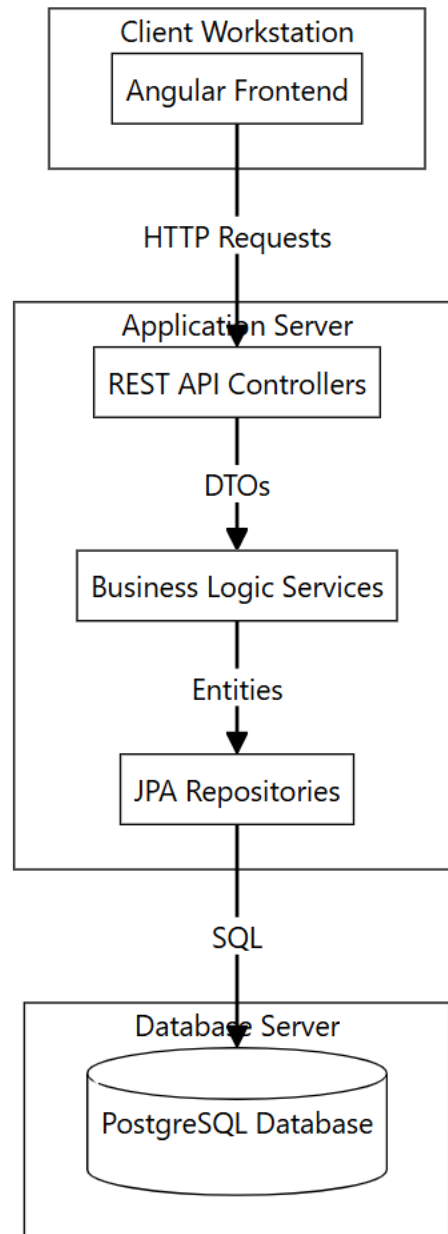 Client Workstation
Angular Frontend
HTTP Requests
Application Server
REST API Controllers
DTOs
Business Logic Services
Entities
JPA Repositories
SQL
Database Server
PostgreSQL Database